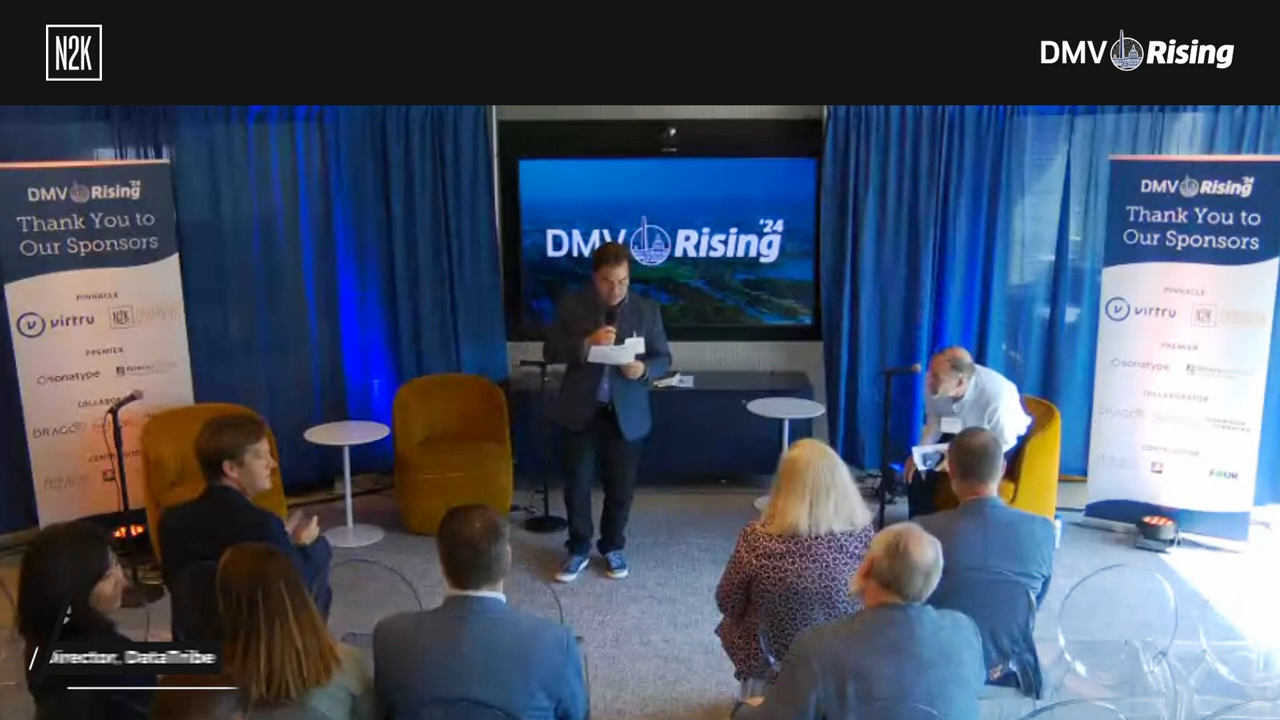 N2K
DMV Rising
DMV Rising '24
DMV Rising '24
Thank You to
Our Sponsors
PINNACLE
virtru N2K
PREMIER
sonatype
DMV Rising '24
Thank You to
Our Sponsors
PINNACLE
virtru N2K
PREMIER
sonatype
COLLABORATOR
CONTRIBUTOR
FOUR
Director, DataTribe